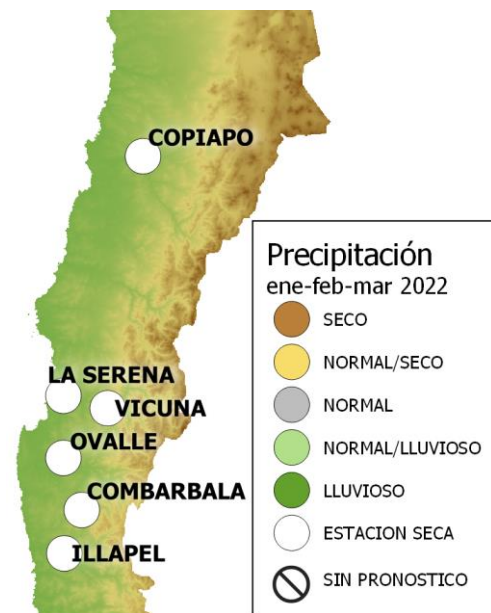 COPIAPO
LA SERENA
VICUNA
OVALLE
COMBARBALA
ILLAPEL
Precipitación
ene-feb-mar 2022
SECO
NORMAL/SECO
NORMAL
NORMAL/LLUVIOSO
LLUVIOSO
ESTACION SECA
SIN PRONOSTICO